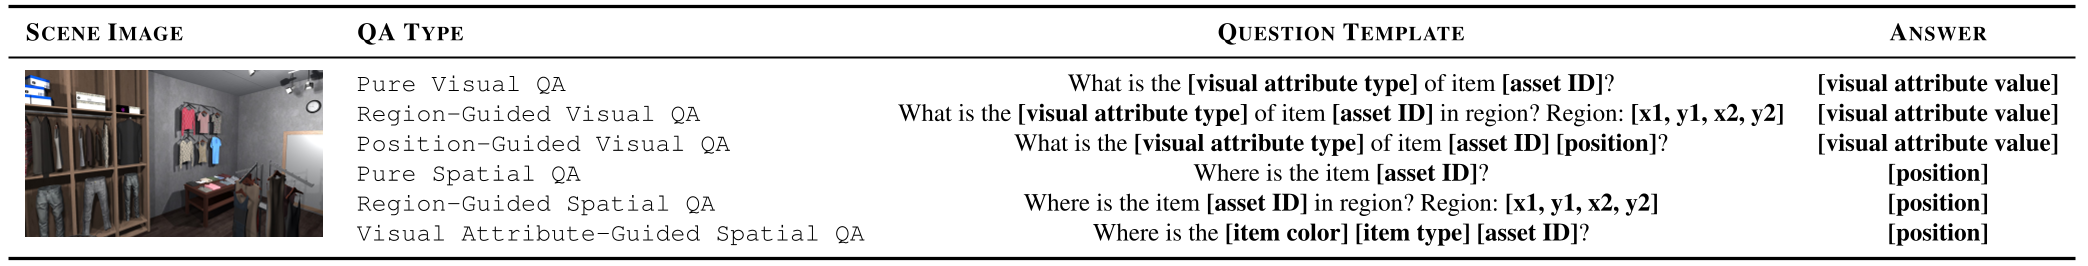 SCENE IMAGE QA TYPE QUESTION TEMPLATE ANSWER
Pure Visual QA What is the [visual attribute type] of item [asset ID]? [visual attribute value]
Region-Guided Visual QA What is the [visual attribute type] of item [asset ID] in region? Region: [x1, y1, x2, y2] [visual attribute value]
Position-Guided Visual QA What is the [visual attribute type] of item [asset ID] [position]? [visual attribute value]
Pure Spatial QA Where is the item [asset ID]? [position]
Region-Guided Spatial QA Where is the item [asset ID] in region? Region: [x1, y1, x2, y2] [position]
Visual Attribute-Guided Spatial QA Where is the [item color] [item type] [asset ID]? [position]